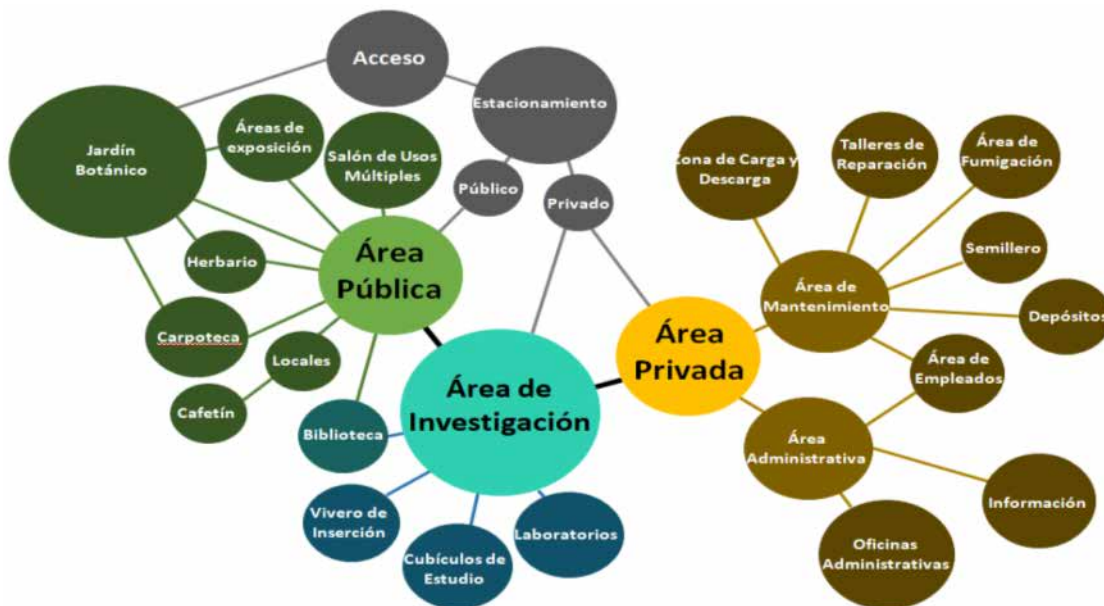 Acceso
Estacionamiento
Jardín
Botánico
Áreas de
exposición
Salón de Usos
Múltiples
Público
Privado
Zona de Carga y
Descarga
Talleres de
Reparación
Área de
Fumigación
Herbario
Área
Pública
Semillero
Área de
Mantenimiento
Depósitos
Carpoteca
Locales
Cafetín
Área
Privada
Área de
Empleados
Área de
Investigación
Biblioteca
Área
Administrativa
Vivero de
Inserción
Cubículos de
Estudio
Laboratorios
Información
Oficinas
Administrativas